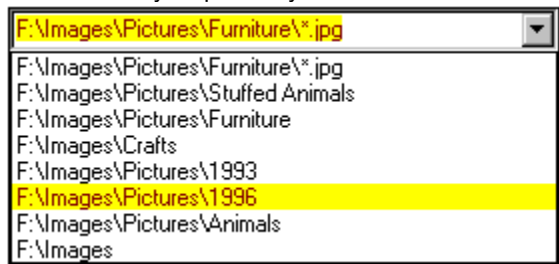 F:\Images\Pictures\Furniture\*.jpg
F:\Images\Pictures\Furniture\*.jpg
F:\Images\Pictures\Stuffed Animals
F:\Images\Pictures\Furniture
F:\Images\Crafts
F:\Images\Pictures\1993
F:\Images\Pictures\1996
F:\Images\Pictures\Animals
F:\Images